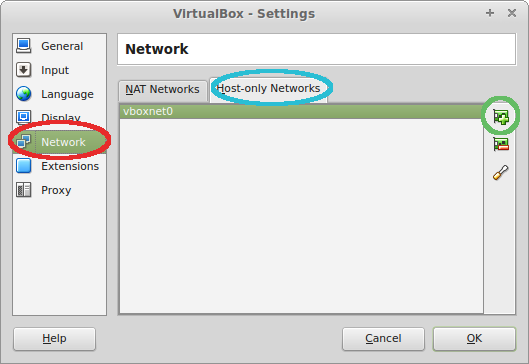 VirtualBox - Settings
General
Input
Language
Display
Network
Extensions
Proxy
Network
NAT Networks
Host-only Networks
vboxnet0
Help
Cancel
OK